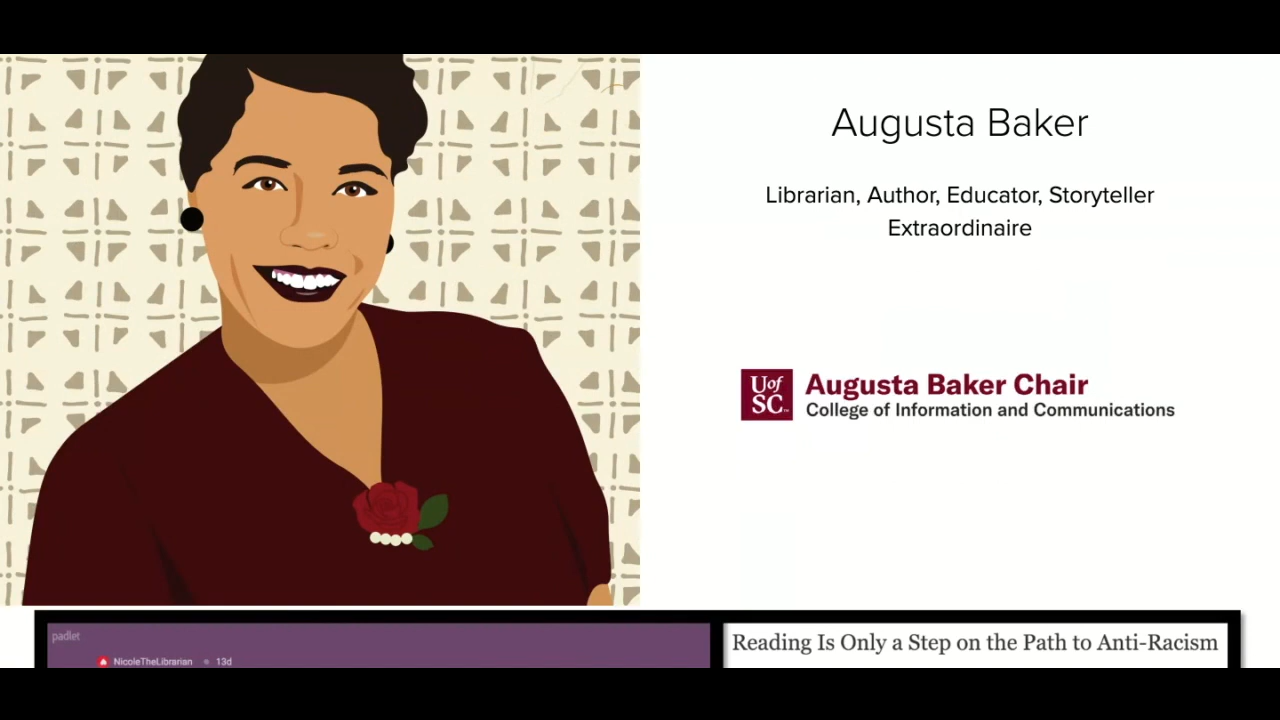 Augusta Baker
Librarian, Author, Educator, Storyteller
Extraordinaire
UofSC
Augusta Baker Chair
College of Information and Communications
padlet
NicoleTheLibrarian 13d
Reading Is Only a Step on the Path to Anti-Racism